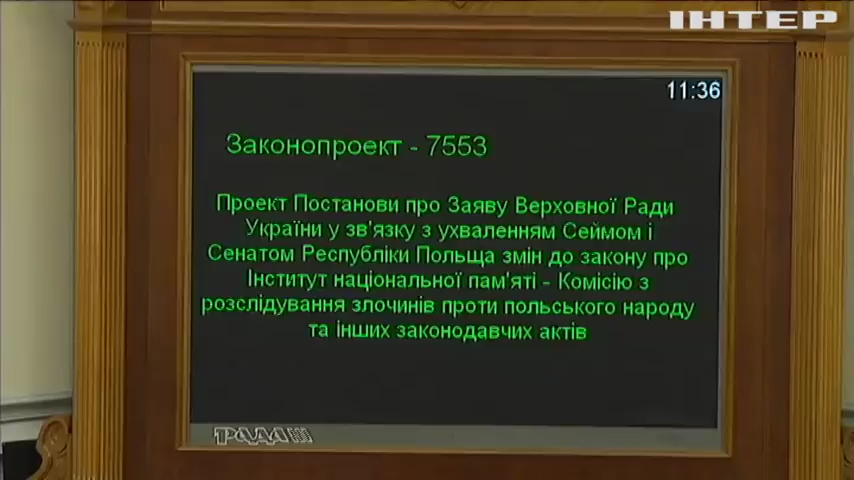 ІНТЕР
11:36
Законопроект - 7553
Проект Постанови про Заяву Верховної Ради
України у зв'язку з ухваленням Сеймом і
Сенатом Республіки Польща змін до закону про
Інститут національної пам'яті - Комісію з
розслідування злочинів проти польського народу
та інших законодавчих актів
РАДА